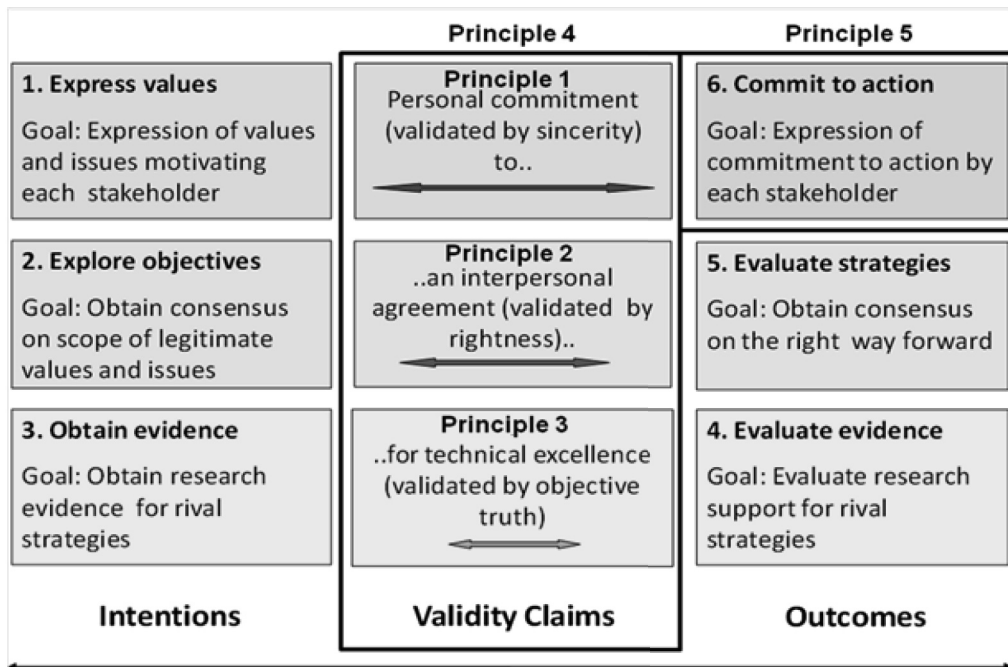 Principle 4
Principle 5
1. Express values
Goal: Expression of values
and issues motivating
each stakeholder
Principle 1
Personal commitment
(validated by sincerity)
to..
6. Commit to action
Goal: Expression of
commitment to action by
each stakeholder
2. Explore objectives
Goal: Obtain consensus
on scope of legitimate
values and issues
Principle 2
..an interpersonal
agreement (validated by
rightness)..
5. Evaluate strategies
Goal: Obtain consensus
on the right way forward
3. Obtain evidence
Goal: Obtain research
evidence for rival
strategies
Principle 3
..for technical excellence
(validated by objective
truth)
4. Evaluate evidence
Goal: Evaluate research
support for rival
strategies
Intentions
Validity Claims
Outcomes